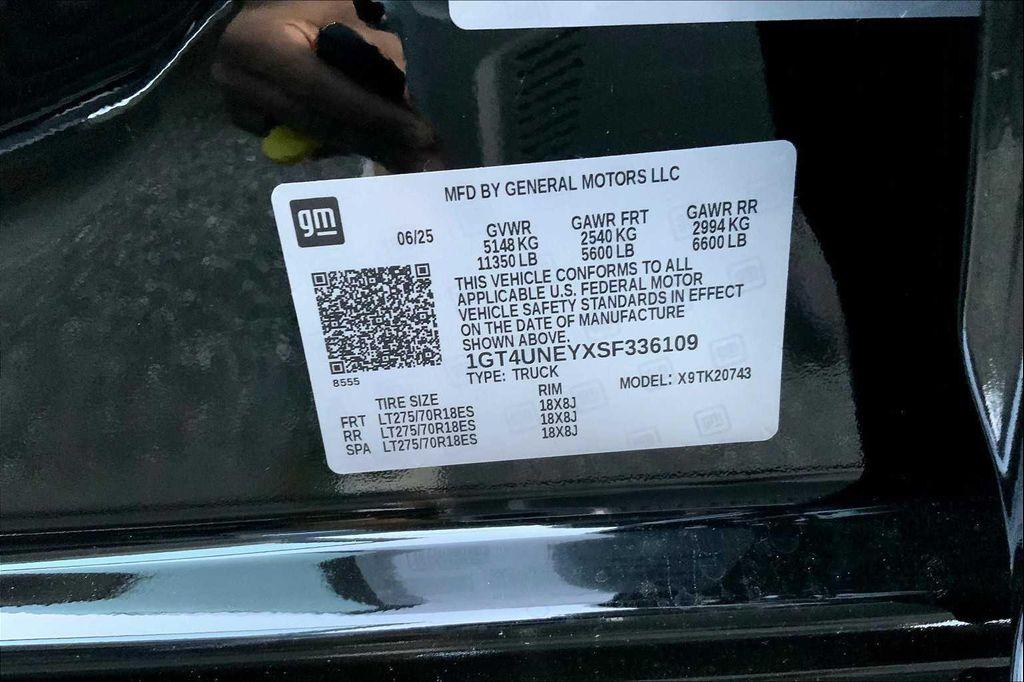 MFD BY GENERAL MOTORS LLC
gm
06/25 GVWR GAWR FRT GAWR RR
5148 KG 2540 KG 2994 KG
11350 LB 5600 LB 6600 LB
THIS VEHICLE CONFORMS TO ALL
APPLICABLE U.S. FEDERAL MOTOR
VEHICLE SAFETY STANDARDS IN EFFECT
ON THE DATE OF MANUFACTURE
SHOWN ABOVE.
1GT4UNEYXSF336109
8555
TYPE: TRUCK MODEL: X9TK20743
TIRE SIZE RIM
FRT LT275/70R18ES 18X8J
RR LT275/70R18ES 18X8J
SPA LT275/70R18ES 18X8J